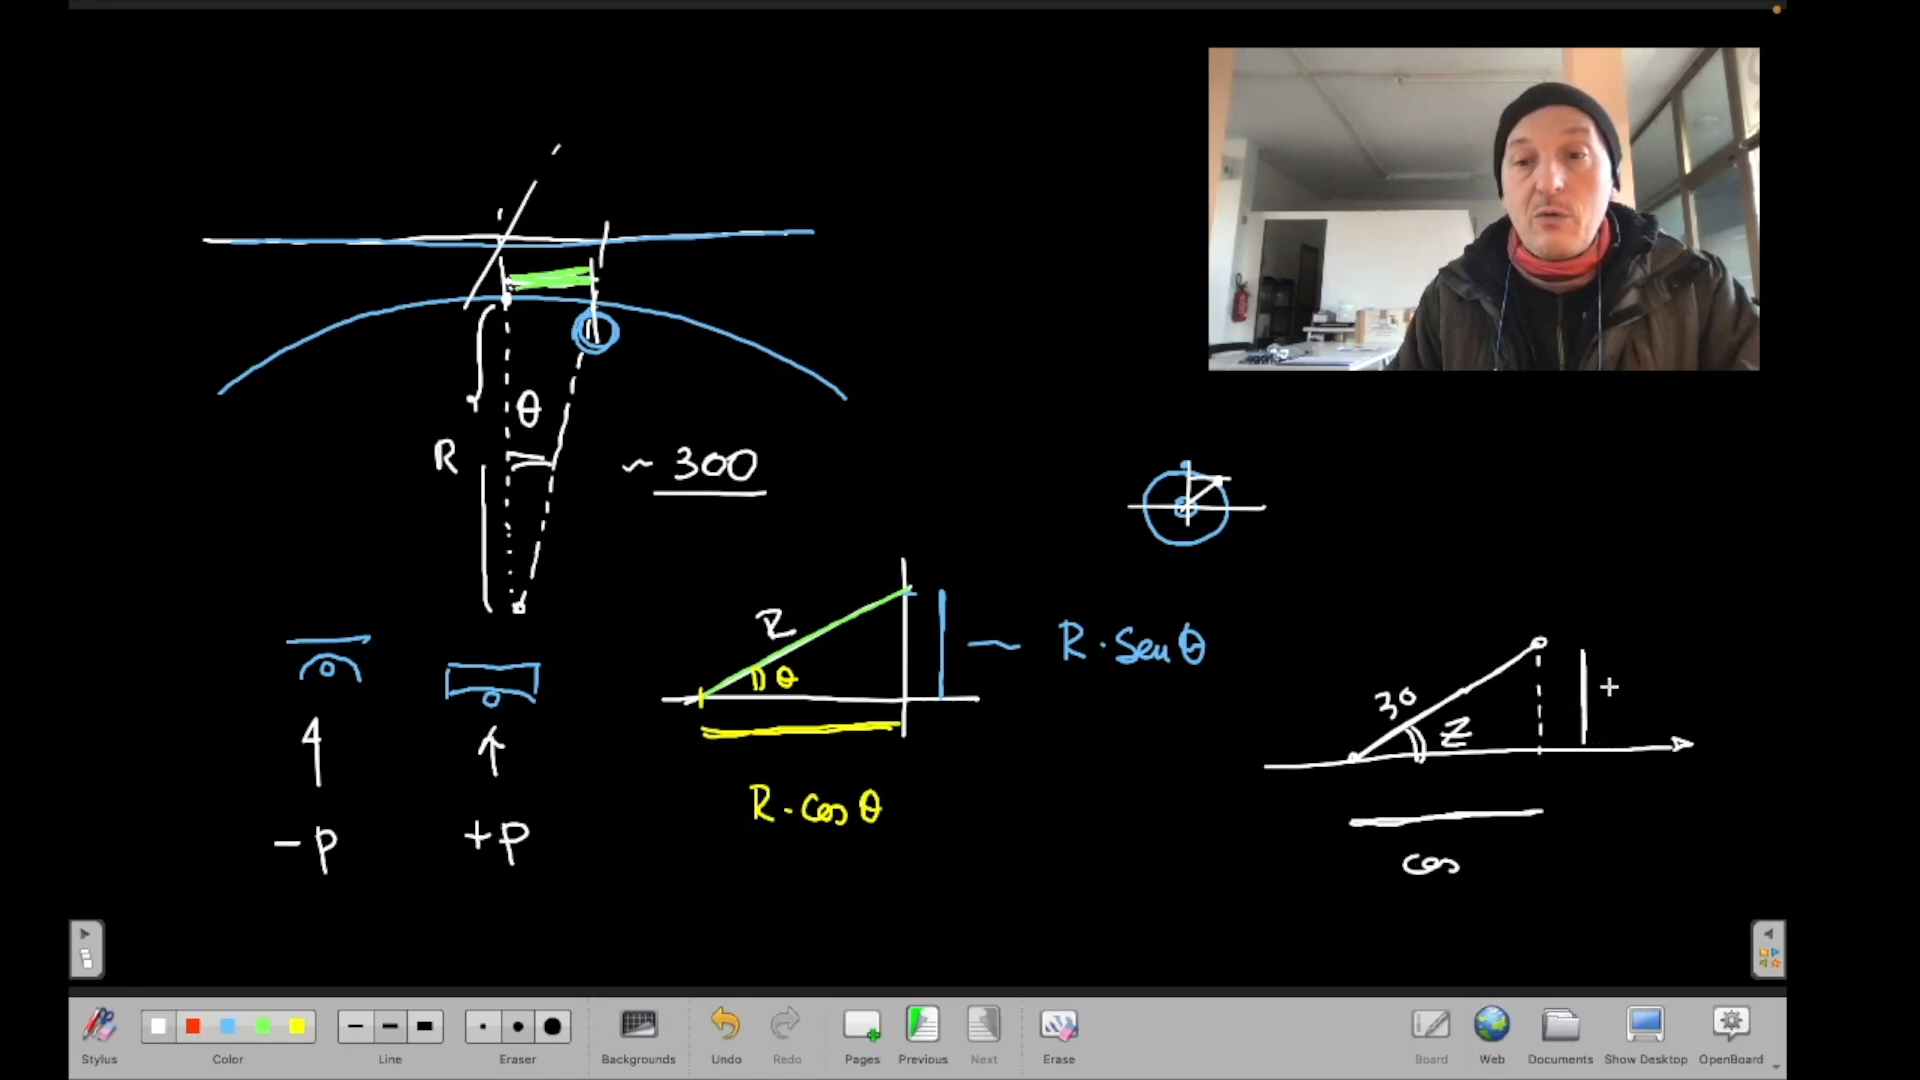 θ
R
~ 300
R
θ
~ R · sen θ
30
Z
+
R · cos θ
- p
+ p
cos
Stylus
Color
Line
Eraser
Backgrounds
Undo
Redo
Pages
Previous
Next
Erase
Board
Web
Documents
Show Desktop
OpenBoard